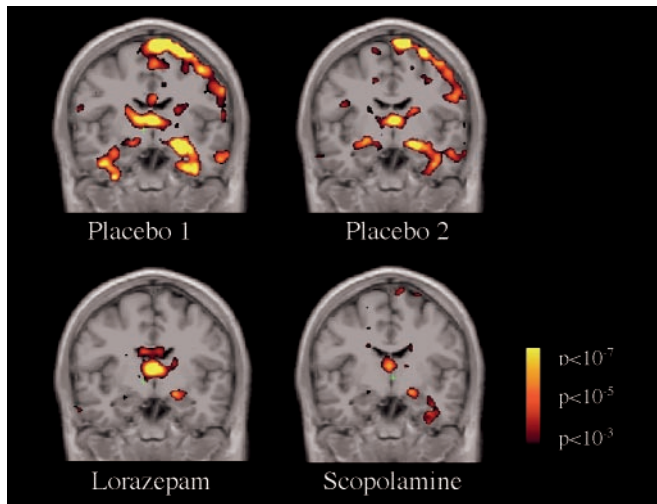 Placebo 1
Placebo 2
Lorazepam
Scopolamine
p<10⁻⁷
p<10⁻⁵
p<10⁻³